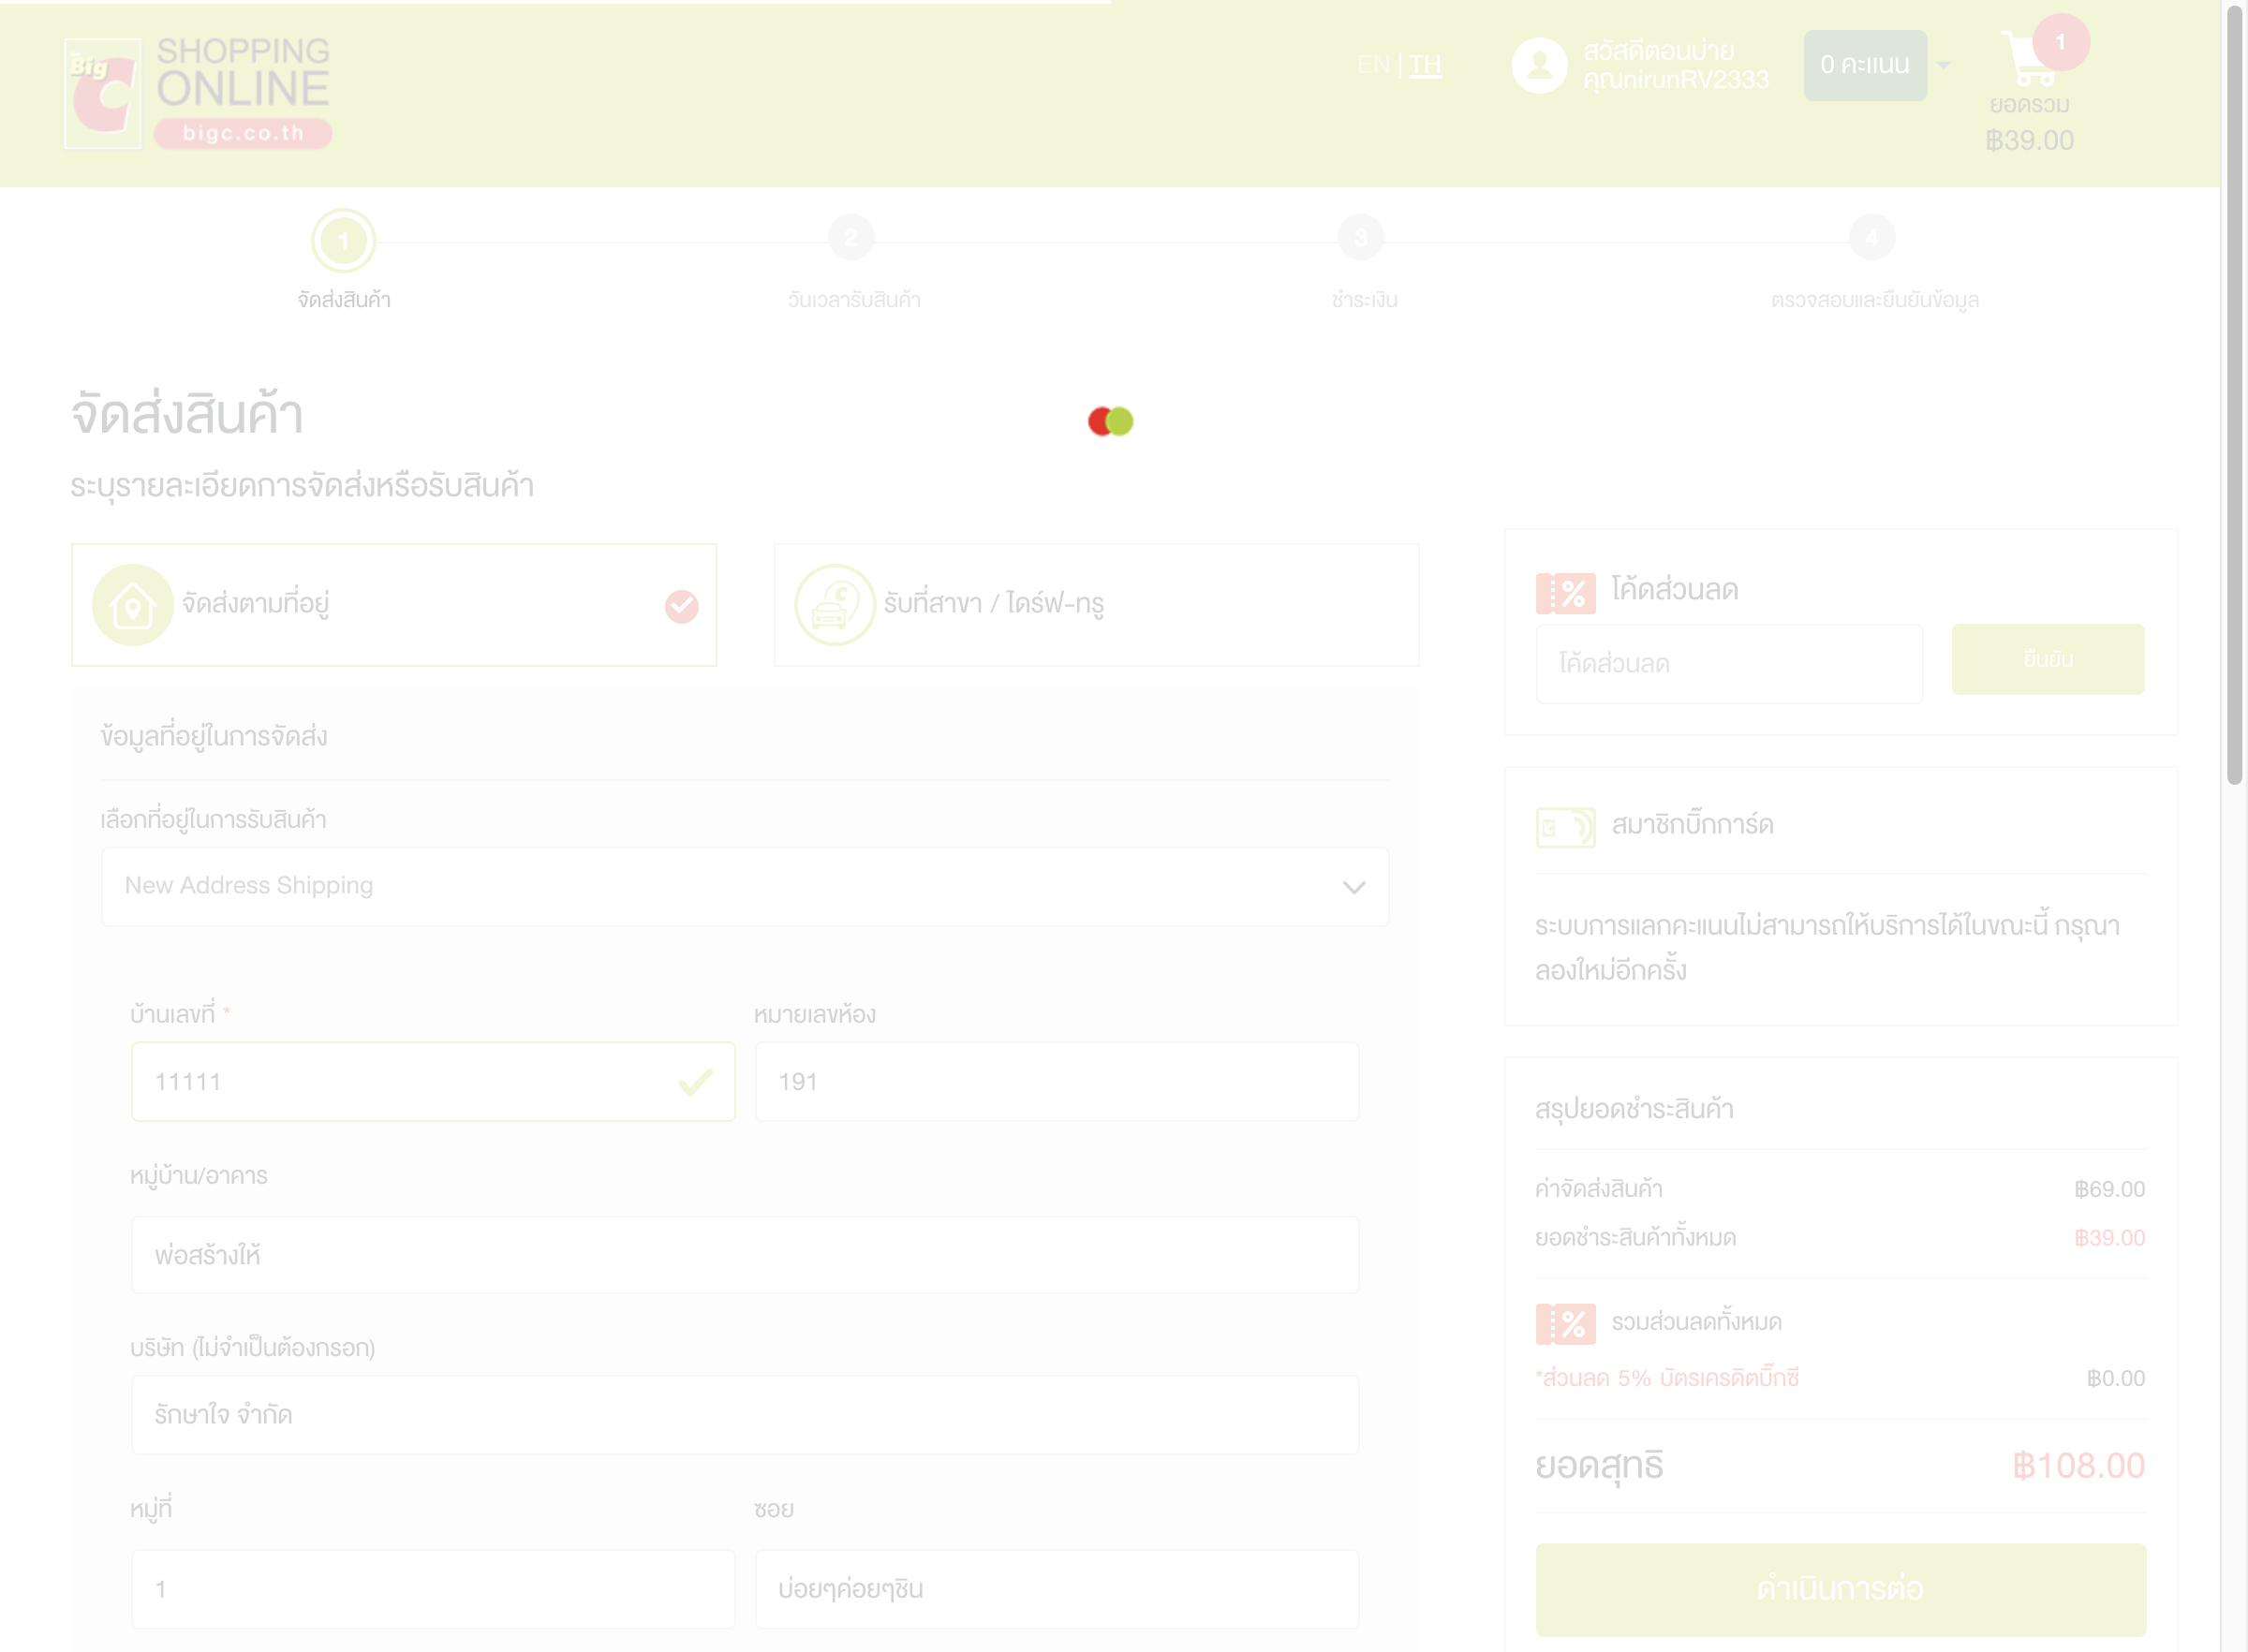 Big C
SHOPPING
ONLINE
bigc.co.th
EN | TH
สวัสดีตอนบ่าย
คุณnirunRV2333
0 คะแนน
1
ยอดรวม
฿39.00
1
2
3
4
จัดส่งสินค้า
วันเวลารับสินค้า
ชำระเงิน
ตรวจสอบและยืนยันข้อมูล
จัดส่งสินค้า
ระบุรายละเอียดการจัดส่งหรือรับสินค้า
จัดส่งตามที่อยู่
รับที่สาขา / ไดร์ฟ-ทรู
ข้อมูลที่อยู่ในการจัดส่ง
เลือกที่อยู่ในการรับสินค้า
New Address Shipping
บ้านเลขที่ *
หมายเลขห้อง
11111
191
หมู่บ้าน/อาคาร
พ่อสร้างให้
บริษัท (ไม่จำเป็นต้องกรอก)
รักษาใจ จำกัด
หมู่ที่
ซอย
1
บ่อยๆค่อยๆชิน
โค้ดส่วนลด
โค้ดส่วนลด
ยืนยัน
สมาชิกบิ๊กการ์ด
ระบบการแลกคะแนนไม่สามารถให้บริการได้ในขณะนี้ กรุณา
ลองใหม่อีกครั้ง
สรุปยอดชำระสินค้า
ค่าจัดส่งสินค้า ฿69.00
ยอดชำระสินค้าทั้งหมด ฿39.00
รวมส่วนลดทั้งหมด
*ส่วนลด 5% บัตรเครดิตบิ๊กซี ฿0.00
ยอดสุทธิ ฿108.00
ดำเนินการต่อ